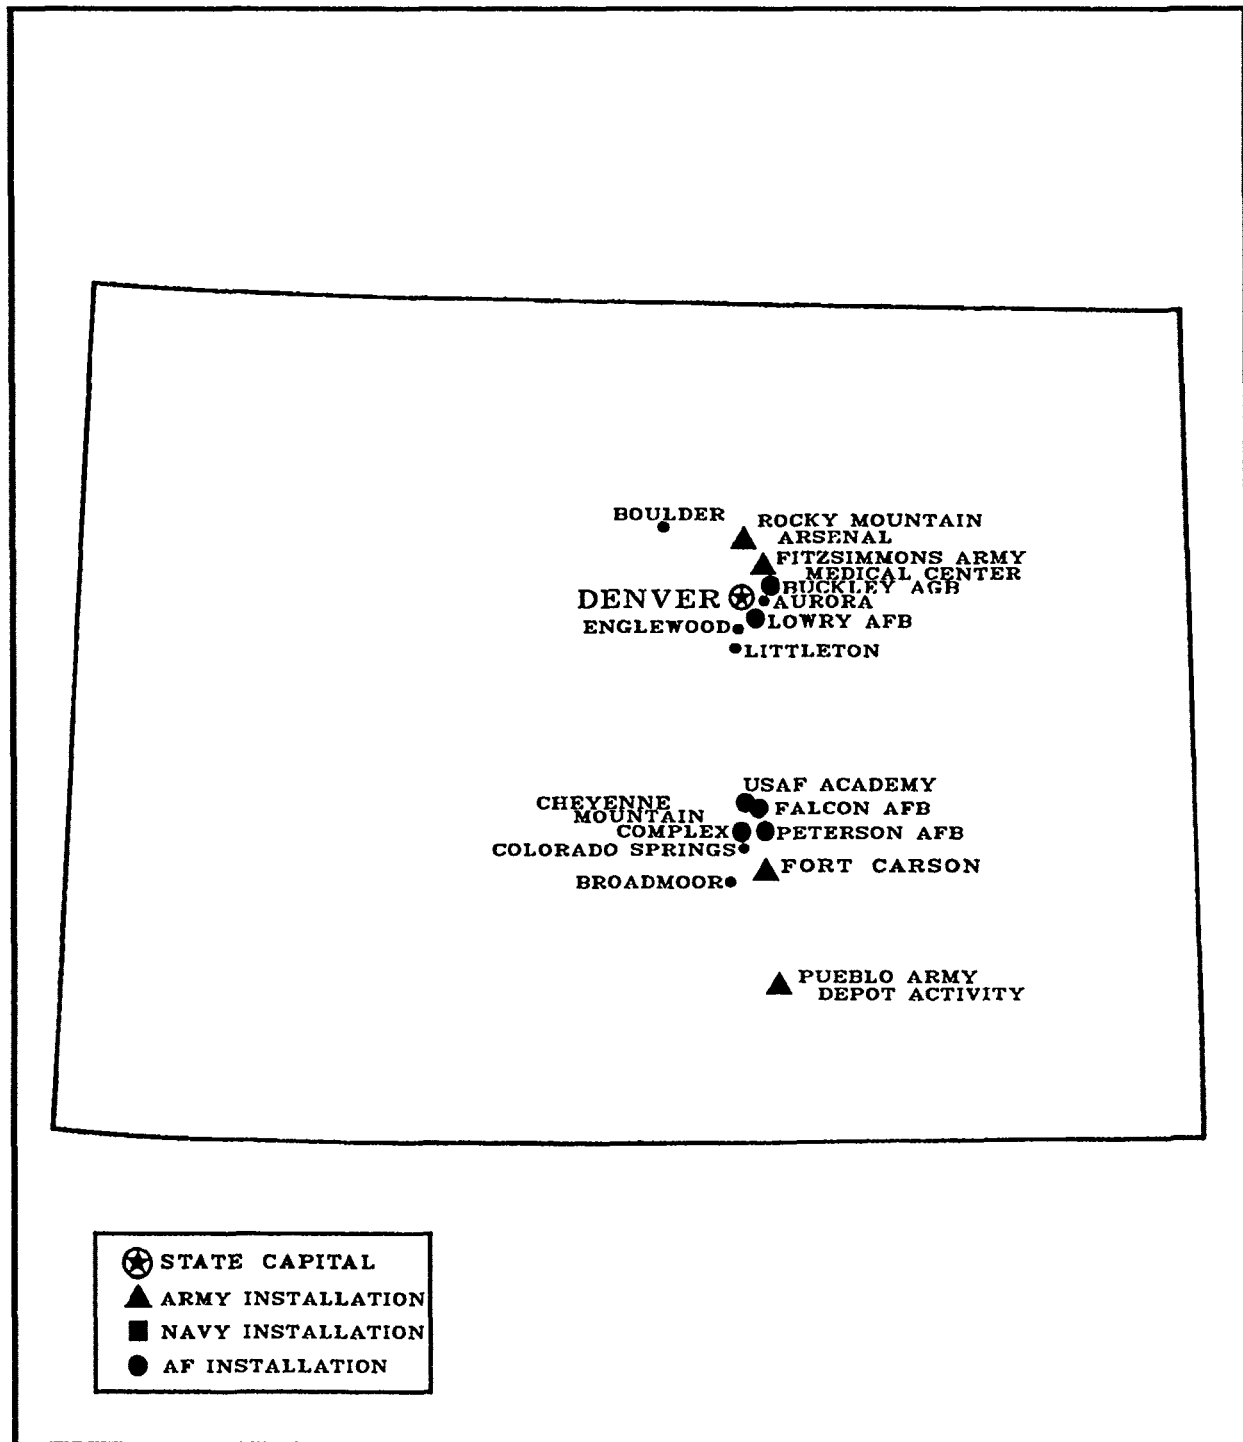 BOULDER
ROCKY MOUNTAIN
ARSENAL
FITZSIMMONS ARMY
MEDICAL CENTER
BUCKLEY AGB
DENVER
AURORA
LOWRY AFB
ENGLEWOOD
LITTLETON
USAF ACADEMY
CHEYENNE
MOUNTAIN
COMPLEX
FALCON AFB
PETERSON AFB
COLORADO SPRINGS
FORT CARSON
BROADMOOR
PUEBLO ARMY
DEPOT ACTIVITY
STATE CAPITAL
ARMY INSTALLATION
NAVY INSTALLATION
AF INSTALLATION